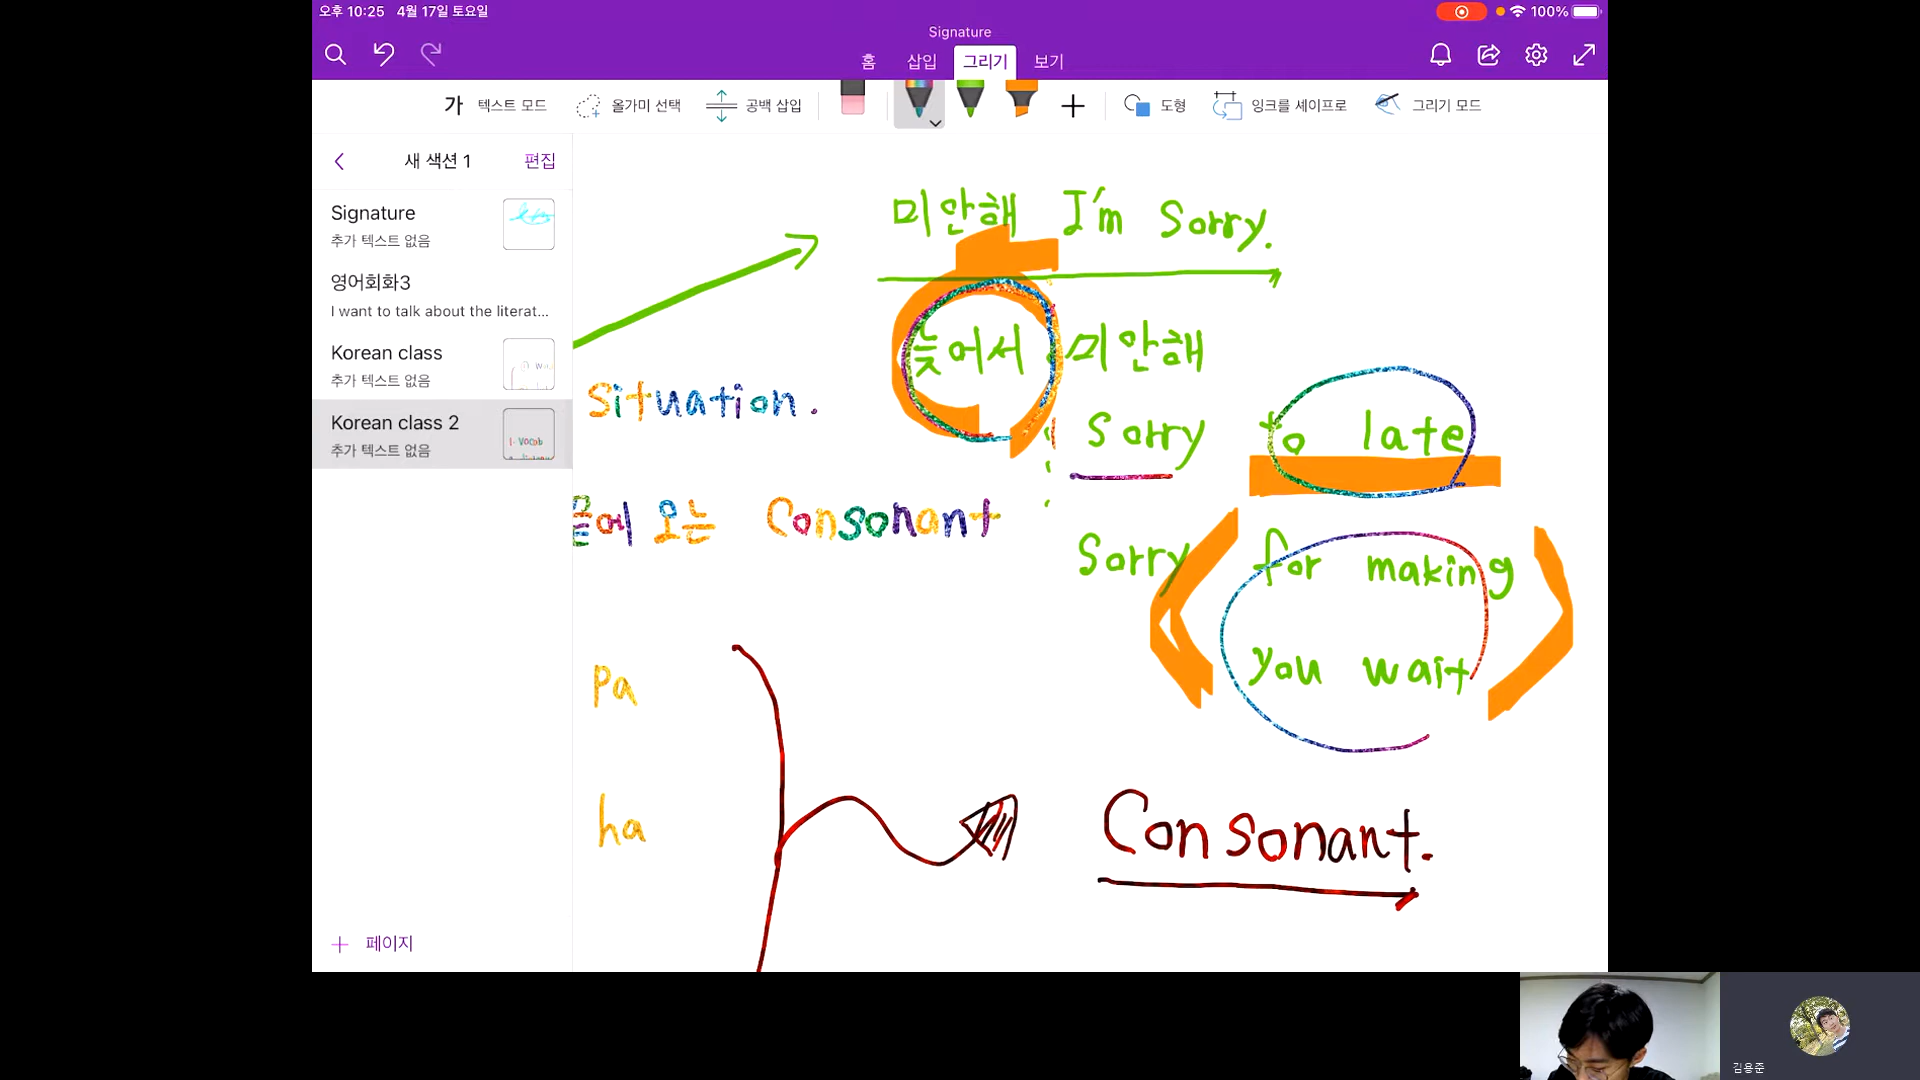 오후 10:25 4월 17일 토요일
100%
Signature
홈 삽입 그리기 보기
가 텍스트 모드 올가미 선택 공백 삽입 도형 잉크를 셰이프로 그리기 모드
새 섹션 1 편집
Signature
추가 텍스트 없음
영어회화3
I want to talk about the literat...
Korean class
추가 텍스트 없음
Korean class 2
추가 텍스트 없음
페이지
미안해 I'm Sorry.
늦어서 미안해
Situation.
Sorry to late
끝에 오는 Consonant
Sorry for making
you wait
pa
ha
Consonant.
김용준